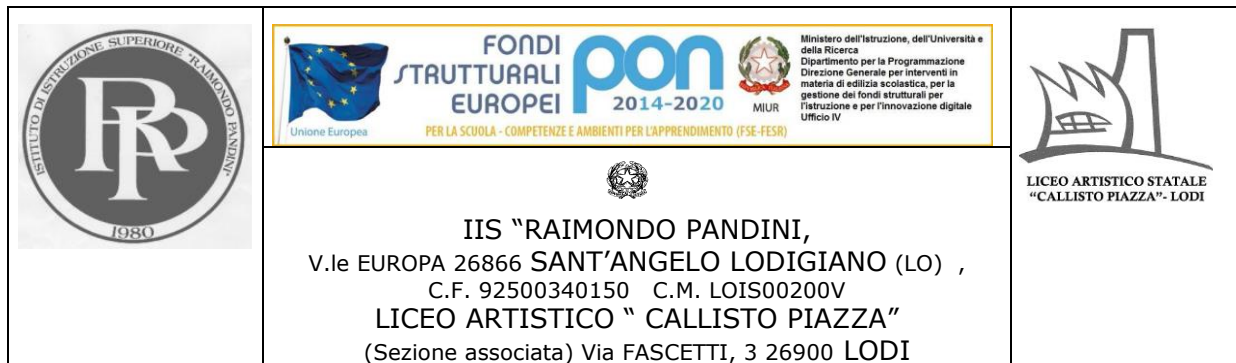 ISTITUTO DI ISTRUZIONE SUPERIORE "RAIMONDO PANDINI"
RP
1980
Unione Europea
FONDI
STRUTTURALI
EUROPEI
pon
2014-2020
MIUR
Ministero dell'Istruzione, dell'Università e
della Ricerca
Dipartimento per la Programmazione
Direzione Generale per interventi in
materia di edilizia scolastica, per la
gestione dei fondi strutturali per
l'istruzione e per l'innovazione digitale
Ufficio IV
PER LA SCUOLA - COMPETENZE E AMBIENTI PER L'APPRENDIMENTO (FSE-FESR)
IIS "RAIMONDO PANDINI,
V.le EUROPA 26866 SANT'ANGELO LODIGIANO (LO) ,
C.F. 92500340150 C.M. LOIS00200V
LICEO ARTISTICO " CALLISTO PIAZZA"
(Sezione associata) Via FASCETTI, 3 26900 LODI
LICEO ARTISTICO STATALE
"CALLISTO PIAZZA"- LODI